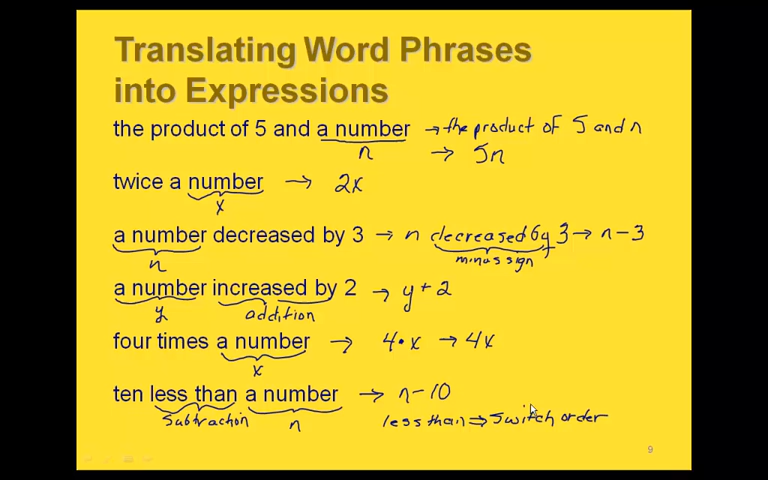 Translating Word Phrases
into Expressions
the product of 5 and a number → the product of 5 and n
n → 5n
twice a number → 2x
x
a number decreased by 3 → n decreased by 3 → n - 3
n minus sign
a number increased by 2 → y + 2
y addition
four times a number → 4 • x → 4x
x
ten less than a number → n - 10
subtraction n less than ⇒ switch order
9